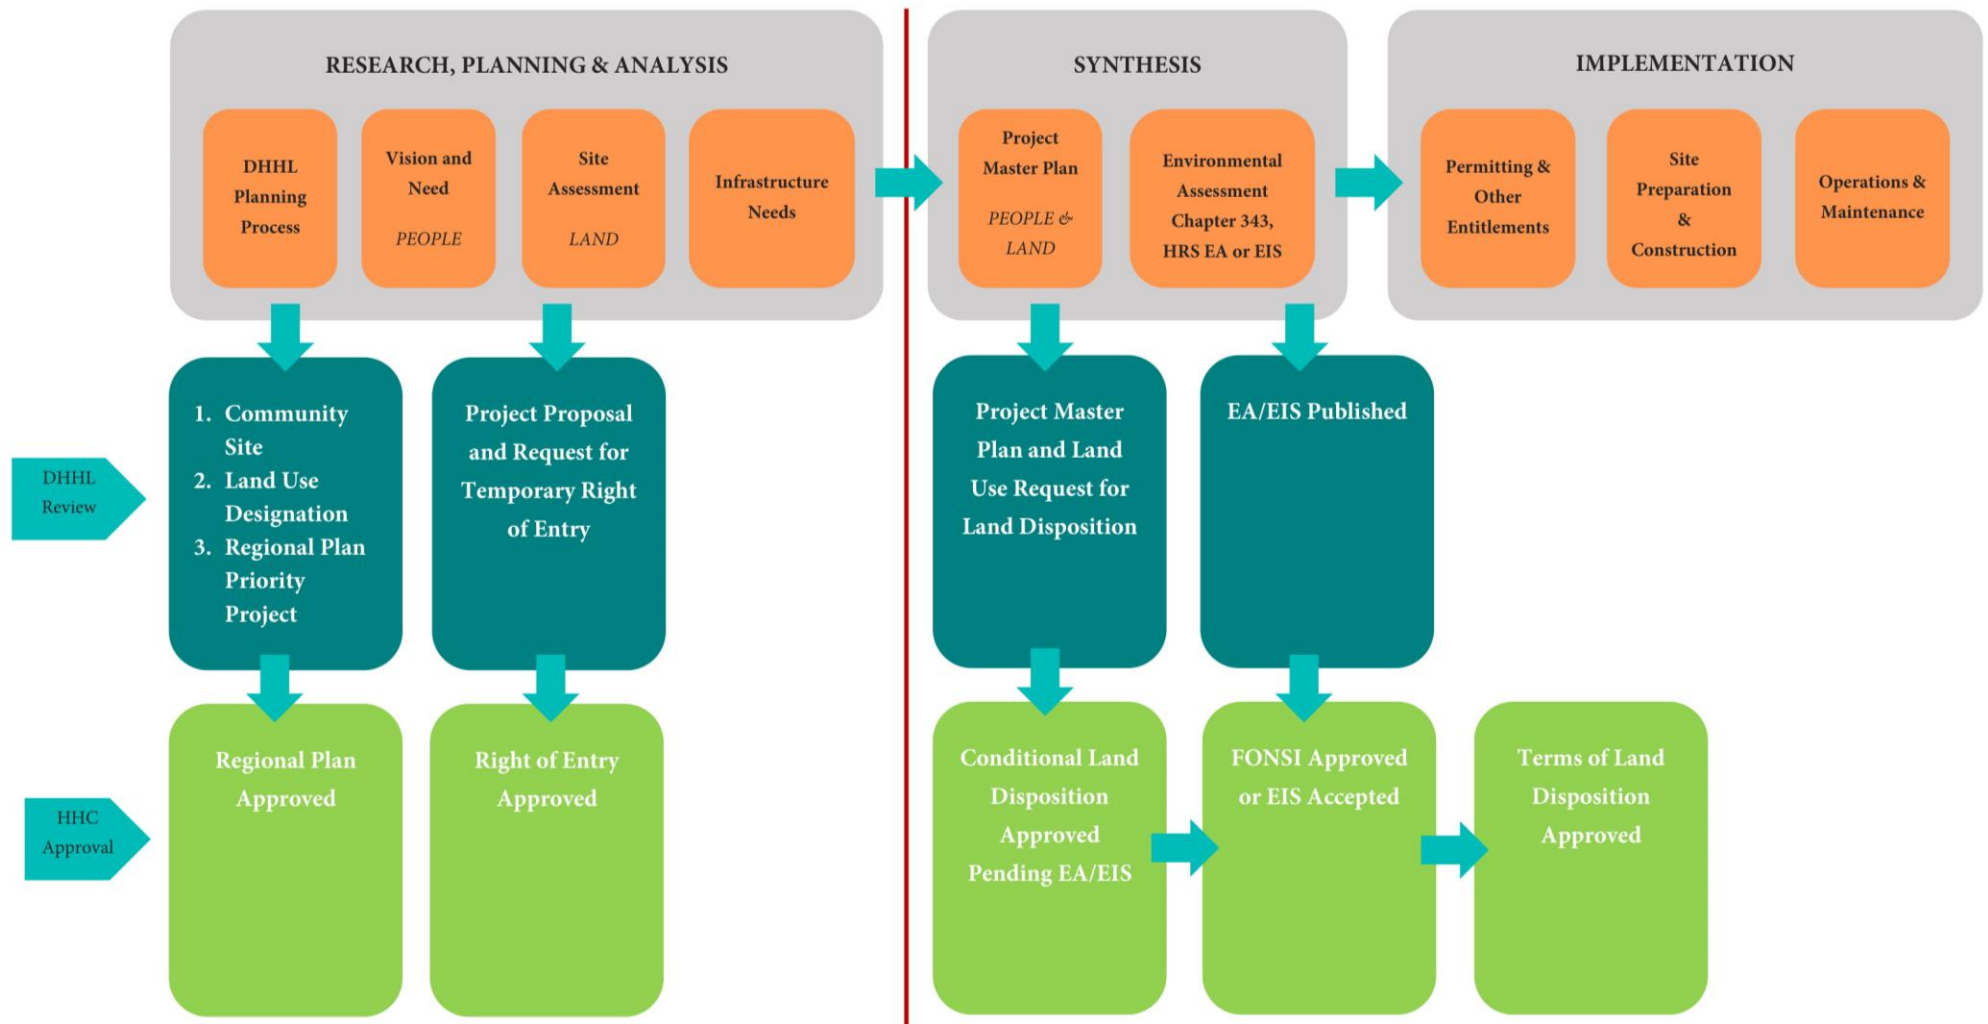 RESEARCH, PLANNING & ANALYSIS
DHHL
Planning
Process
Vision and
Need
PEOPLE
Site
Assessment
LAND
Infrastructure
Needs
SYNTHESIS
Project
Master Plan
PEOPLE &
LAND
Environmental
Assessment
Chapter 343,
HRS EA or EIS
IMPLEMENTATION
Permitting &
Other
Entitlements
Site
Preparation
&
Construction
Operations &
Maintenance
DHHL
Review
1. Community
Site
2. Land Use
Designation
3. Regional Plan
Priority
Project
Project Proposal
and Request for
Temporary Right
of Entry
Project Master
Plan and Land
Use Request for
Land Disposition
EA/EIS Published
HHC
Approval
Regional Plan
Approved
Right of Entry
Approved
Conditional Land
Disposition
Approved
Pending EA/EIS
FONSI Approved
or EIS Accepted
Terms of Land
Disposition
Approved